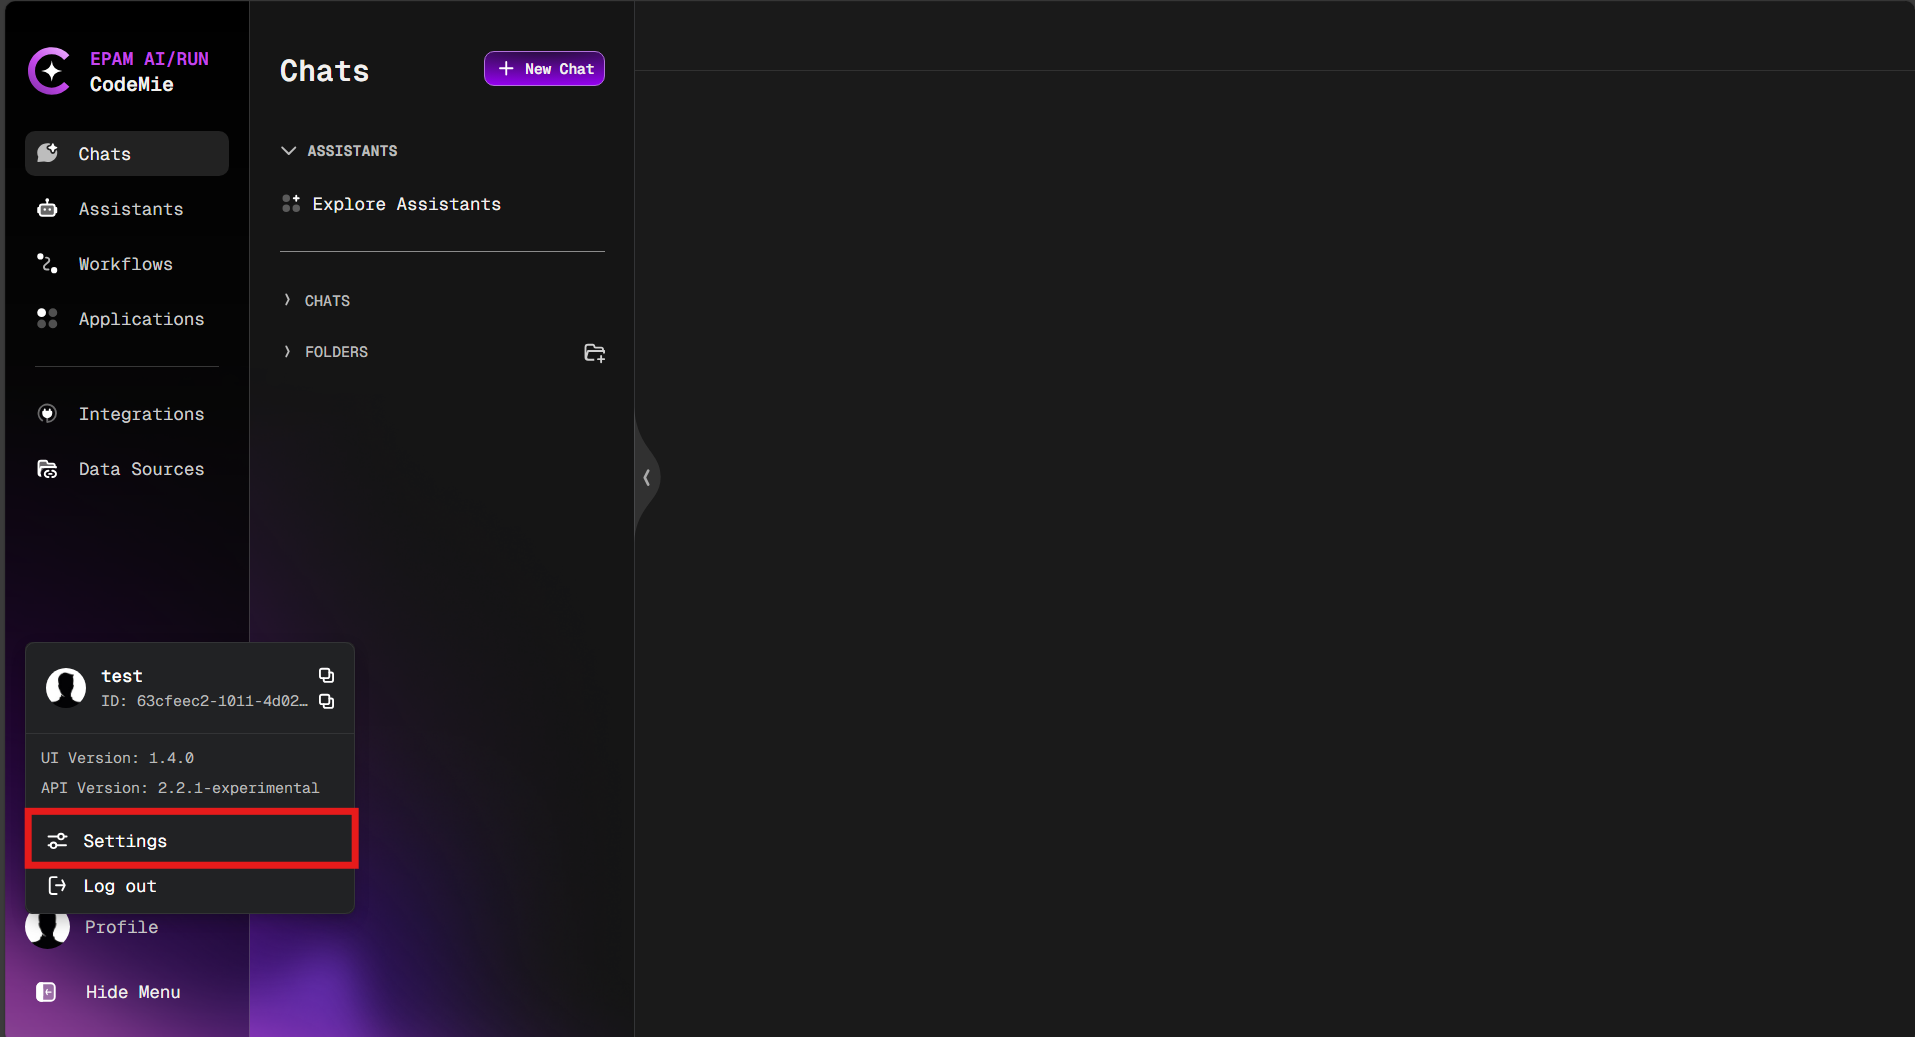 EPAM AI/RUN
CodeMie
Chats
Assistants
Workflows
Applications
Integrations
Data Sources
test
ID: 63cfeec2-1011-4d02…
UI Version: 1.4.0
API Version: 2.2.1-experimental
Settings
Log out
Profile
Hide Menu
Chats
New Chat
ASSISTANTS
Explore Assistants
CHATS
FOLDERS